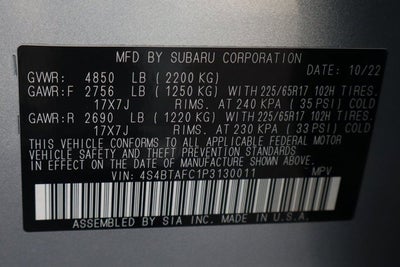 MFD BY SUBARU CORPORATION
DATE: 10/22
GVWR: 4850 LB (2200 KG)
GAWR:F 2756 LB (1250 KG) WITH 225/65R17 102H TIRES.
17X7J RIMS. AT 240 KPA (35 PSI) COLD
GAWR:R 2690 LB (1220 KG) WITH 225/65R17 102H TIRES.
17X7J RIMS. AT 230 KPA (33 PSI) COLD
THIS VEHICLE CONFORMS TO ALL APPLICABLE FEDERAL MOTOR
VEHICLE SAFETY, BUMPER, AND THEFT PREVENTION STANDARDS
IN EFFECT ON THE DATE OF MANUFACTURE SHOWN ABOVE.
VIN: 4S4BTAFC1P3130011 MPV
ASSEMBLED BY SIA INC. MADE IN U.S.A.